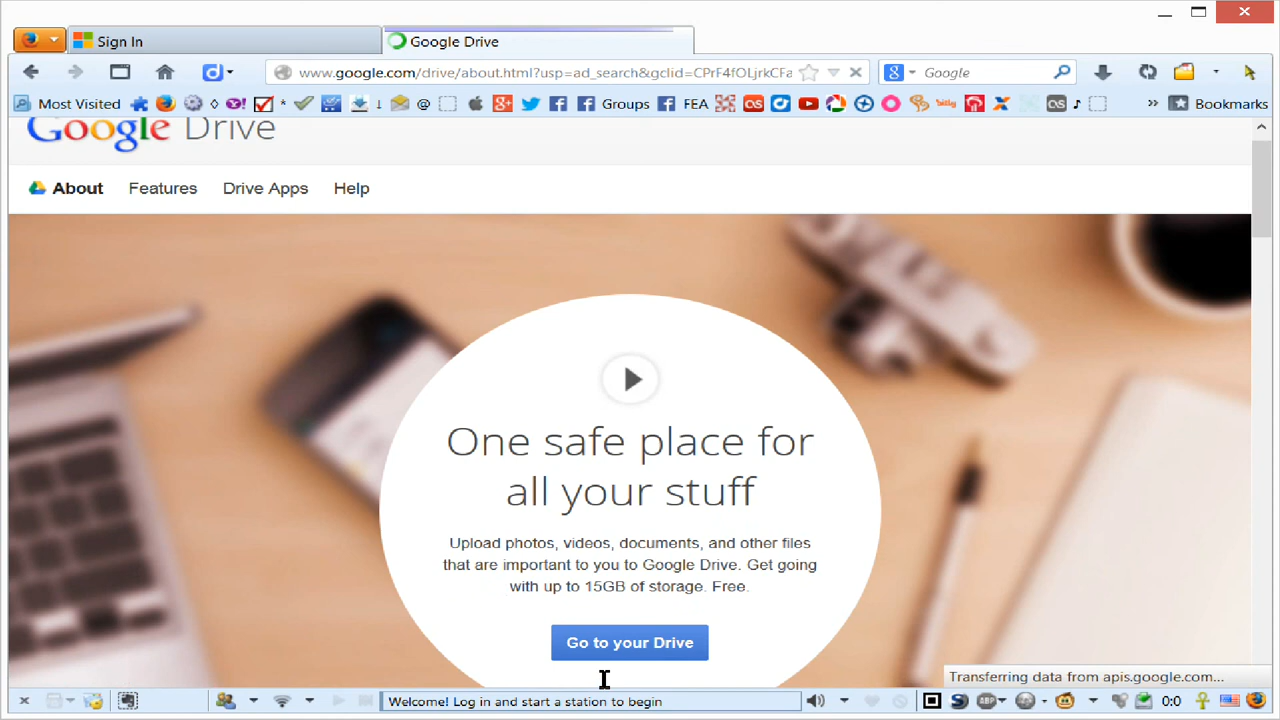 Sign In
Google Drive
www.google.com/drive/about.html?usp=ad_search&gclid=CPrF4fOLjrkCFa
Google
Most Visited
Groups
FEA
Bookmarks
Google Drive
About Features Drive Apps Help
One safe place for
all your stuff
Upload photos, videos, documents, and other files
that are important to you to Google Drive. Get going
with up to 15GB of storage. Free.
Go to your Drive
Transferring data from apis.google.com...
Welcome! Log in and start a station to begin
ABP
0:0